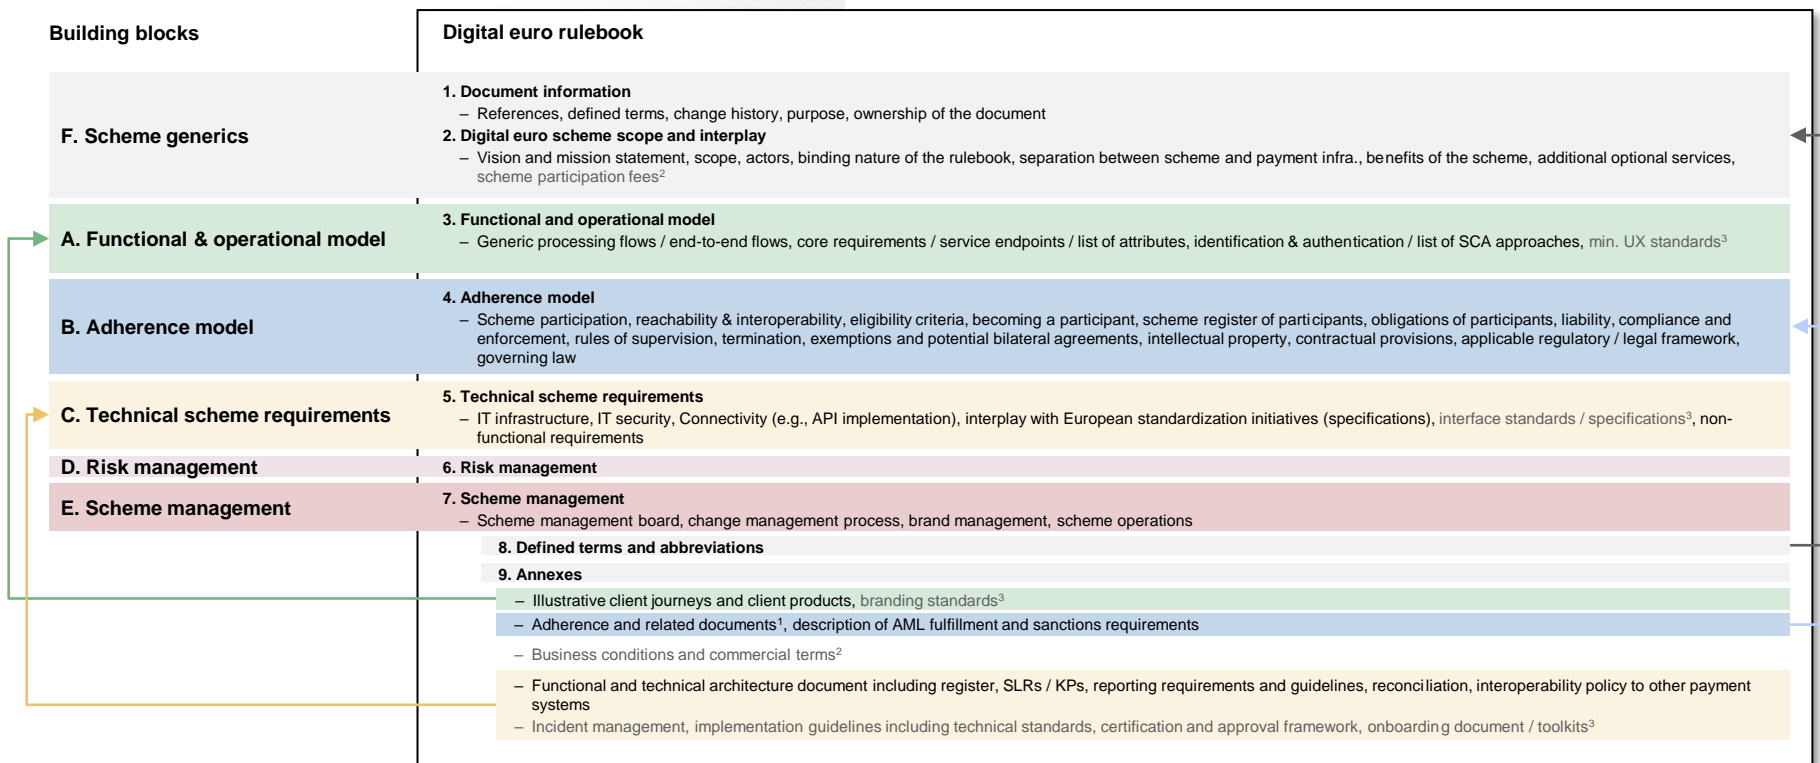 Building blocks
Digital euro rulebook
F. Scheme generics
1. Document information
– References, defined terms, change history, purpose, ownership of the document
2. Digital euro scheme scope and interplay
– Vision and mission statement, scope, actors, binding nature of the rulebook, separation between scheme and payment infra., benefits of the scheme, additional optional services,
scheme participation fees²
A. Functional & operational model
3. Functional and operational model
– Generic processing flows / end-to-end flows, core requirements / service endpoints / list of attributes, identification & authentication / list of SCA approaches, min. UX standards³
B. Adherence model
4. Adherence model
– Scheme participation, reachability & interoperability, eligibility criteria, becoming a participant, scheme register of participants, obligations of participants, liability, compliance and
enforcement, rules of supervision, termination, exemptions and potential bilateral agreements, intellectual property, contractual provisions, applicable regulatory / legal framework,
governing law
C. Technical scheme requirements
5. Technical scheme requirements
– IT infrastructure, IT security, Connectivity (e.g., API implementation), interplay with European standardization initiatives (specifications), interface standards / specifications³, non-
functional requirements
D. Risk management
6. Risk management
E. Scheme management
7. Scheme management
– Scheme management board, change management process, brand management, scheme operations
8. Defined terms and abbreviations
9. Annexes
– Illustrative client journeys and client products, branding standards³
– Adherence and related documents¹, description of AML fulfillment and sanctions requirements
– Business conditions and commercial terms²
– Functional and technical architecture document including register, SLRs / KPs, reporting requirements and guidelines, reconciliation, interoperability policy to other payment
systems
– Incident management, implementation guidelines including technical standards, certification and approval framework, onboarding document / toolkits³